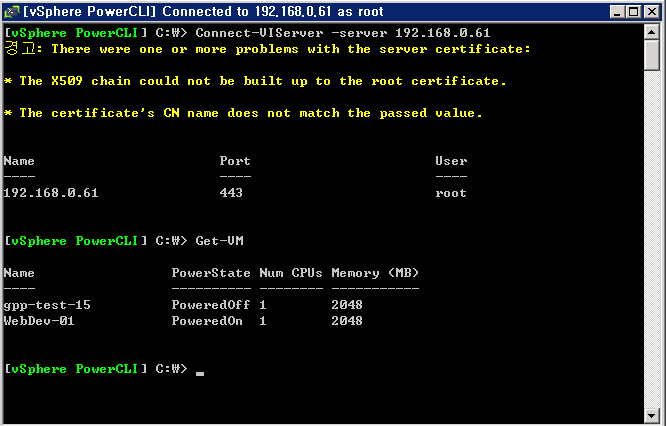 [vSphere PowerCLI] Connected to 192.168.0.61 as root
[vSphere PowerCLI] C:₩> Connect-VIServer -server 192.168.0.61
경고: There were one or more problems with the server certificate:
* The X509 chain could not be built up to the root certificate.
* The certificate's CN name does not match the passed value.
Name Port User
---- ---- ----
192.168.0.61 443 root
[vSphere PowerCLI] C:₩> Get-VM
Name PowerState Num CPUs Memory (MB)
---- ---------- -------- -----------
gpp-test-15 PoweredOff 1 2048
WebDev-01 PoweredOn 1 2048
[vSphere PowerCLI] C:₩> _